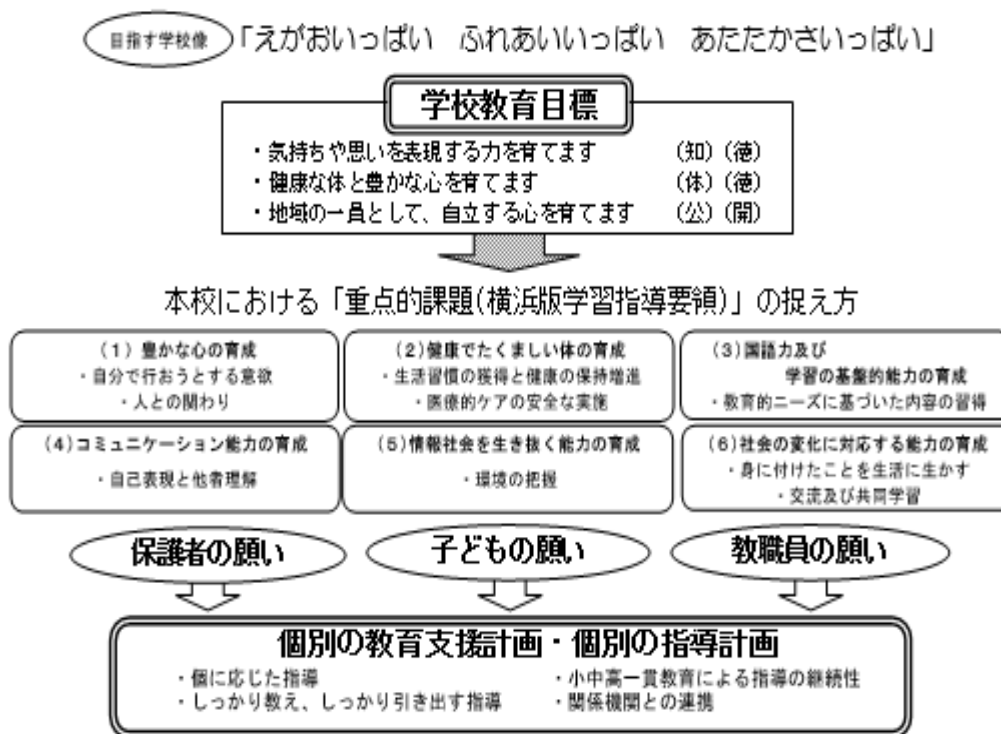 目指す学校像 「えがおいっぱい ふれあいいっぱい あたたかさいっぱい」
学校教育目標
・気持ちや思いを表現する力を育てます (知)(徳)
・健康な体と豊かな心を育てます (体)(徳)
・地域の一員として、自立する心を育てます (公)(開)
本校における「重点的課題(横浜版学習指導要領)」の捉え方
(1) 豊かな心の育成
・自分で行おうとする意欲
・人との関わり
(2)健康でたくましい体の育成
・生活習慣の獲得と健康の保持増進
・医療的ケアの安全な実施
(3)国語力及び
学習の基盤的能力の育成
・教育的ニーズに基づいた内容の習得
(4)コミュニケーション能力の育成
・自己表現と他者理解
(5)情報社会を生き抜く能力の育成
・環境の把握
(6)社会の変化に対応する能力の育成
・身に付けたことを生活に生かす
・交流及び共同学習
保護者の願い
子どもの願い
教職員の願い
個別の教育支援計画・個別の指導計画
・個に応じた指導
・しっかり教え、しっかり引き出す指導
・小中高一貫教育による指導の継続性
・関係機関との連携